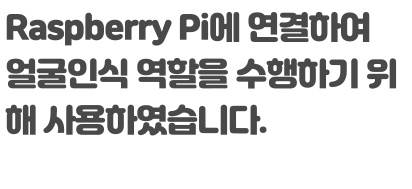 Raspberry Pi에 연결하여
얼굴인식 역할을 수행하기 위
해 사용하였습니다.